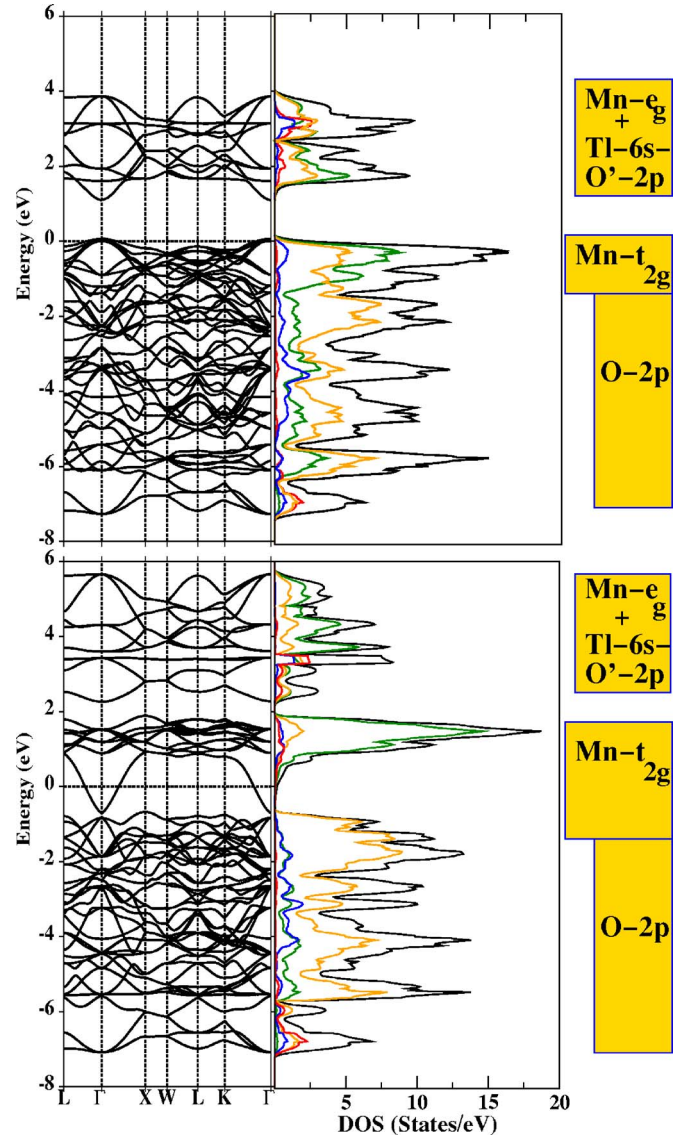 6
4
2
0
-2
-4
-6
-8
Energy (eV)
Mn-eg
+
Tl-6s-
O'-2p
Mn-t2g
O-2p
6
4
2
0
-2
-4
-6
-8
Energy (eV)
L Γ X W L K Γ
5 10 15 20
DOS (States/eV)
Mn-eg
+
Tl-6s-
O'-2p
Mn-t2g
O-2p